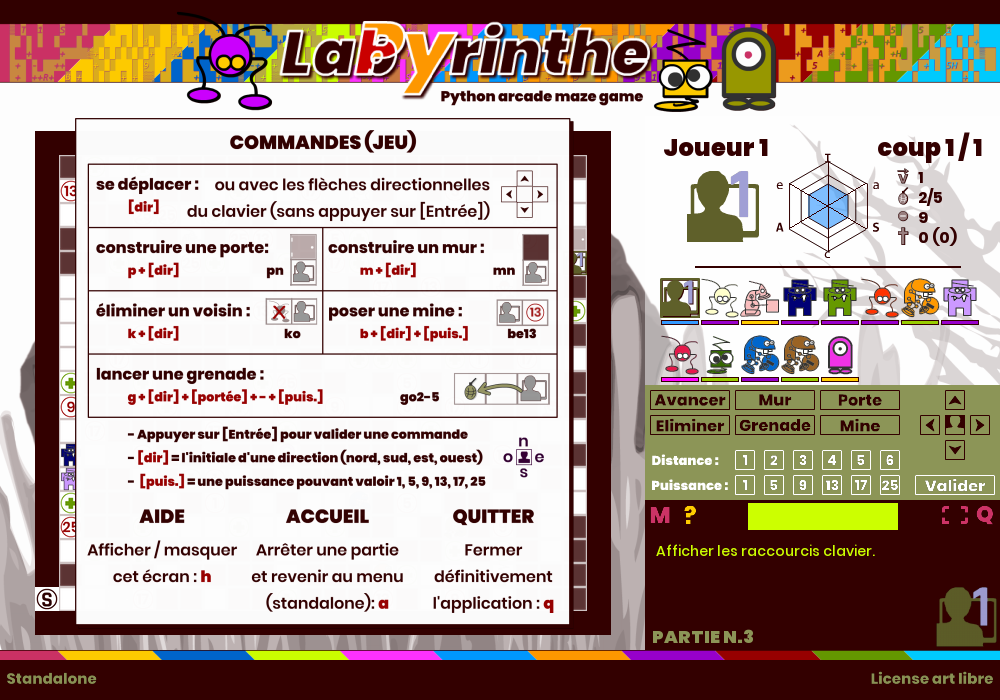 Labyrinthe
Python arcade maze game
COMMANDES (JEU)
se déplacer : ou avec les flèches directionnelles
[dir] du clavier (sans appuyer sur [Entrée])
construire une porte:
p + [dir] pn
construire un mur :
m + [dir] mn
éliminer un voisin :
k + [dir] ko
poser une mine :
13
b + [dir] + [puis.] be13
lancer une grenade :
g + [dir] + [portée] + - + [puis.] go2-5
- Appuyer sur [Entrée] pour valider une commande
- [dir] = l'initiale d'une direction (nord, sud, est, ouest)
- [puis.] = une puissance pouvant valoir 1, 5, 9, 13, 17, 25
n
o e
s
AIDE ACCUEIL QUITTER
Afficher / masquer Arrêter une partie Fermer
cet écran : h et revenir au menu définitivement
(standalone): a l'application : q
13
9
25
S
Joueur 1 coup 1 / 1
1
T
e a
A S
C
1
2/5
9
0 (0)
1
Avancer Mur Porte
Eliminer Grenade Mine
Distance : 1 2 3 4 5 6
Puissance : 1 5 9 13 17 25 Valider
M ? Q
Afficher les raccourcis clavier.
1
PARTIE N.3
Standalone License art libre